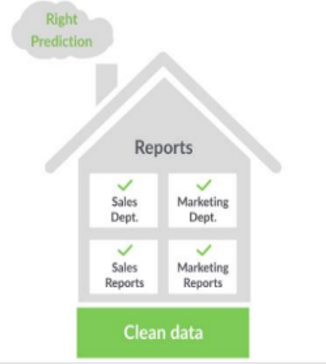 Right
Prediction
Reports
Sales
Dept.
Marketing
Dept.
Sales
Reports
Marketing
Reports
Clean data